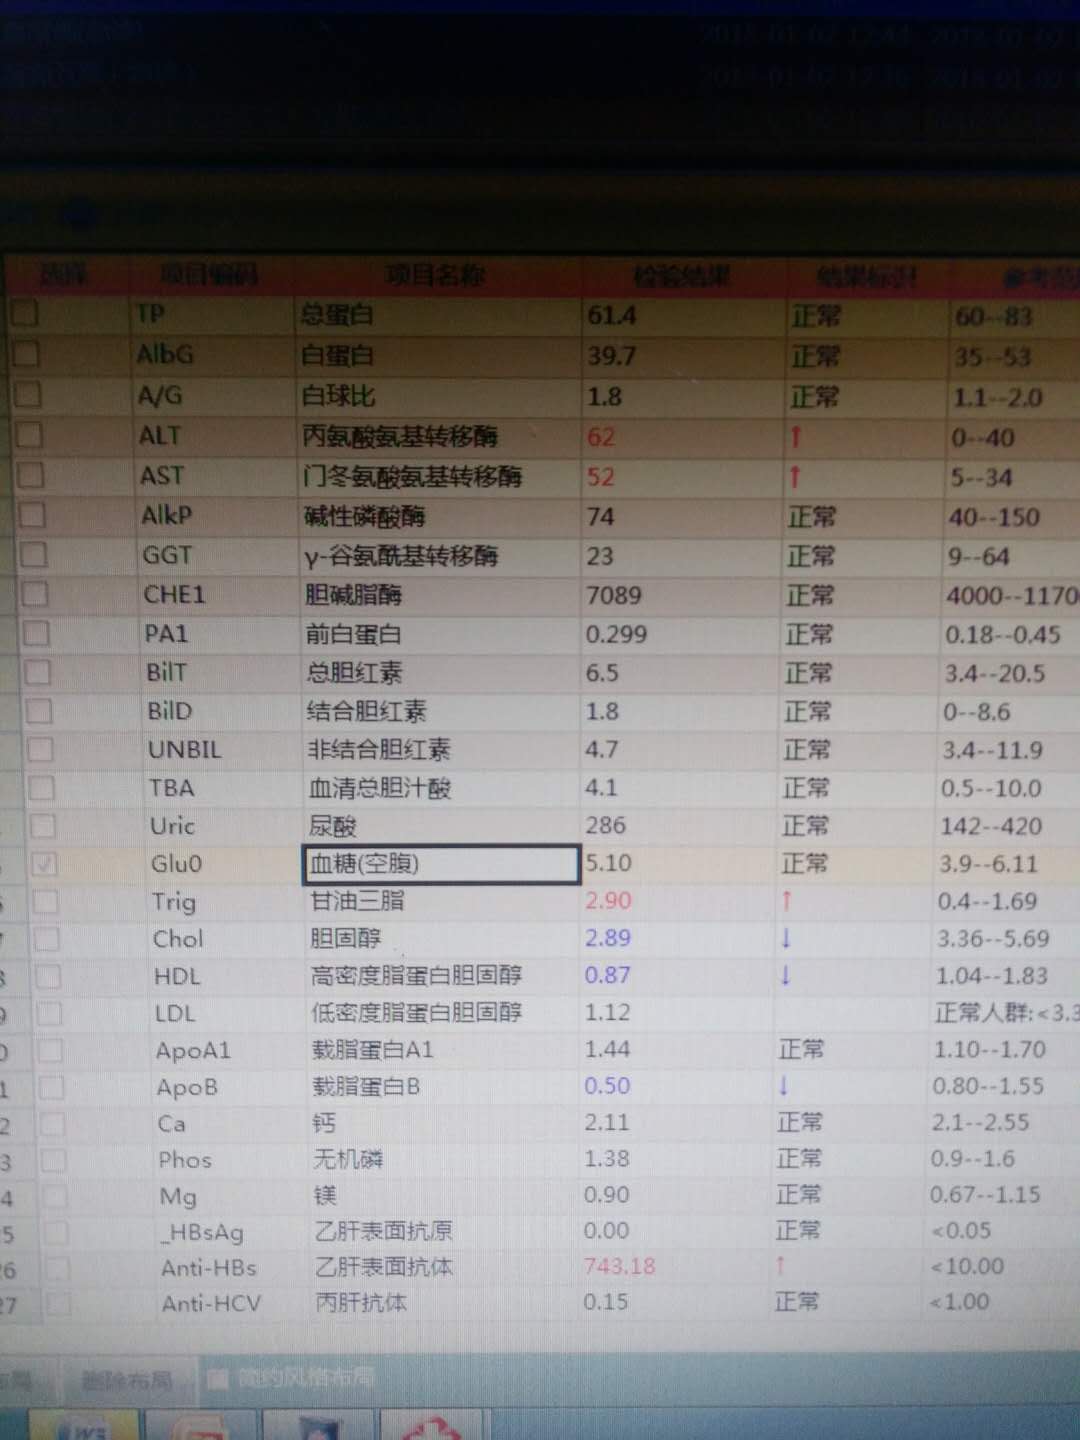 选择 项目编码 项目名称 检验结果 结果标识 参考范
TP 总蛋白 61.4 正常 60--83
AlbG 白蛋白 39.7 正常 35--53
A/G 白球比 1.8 正常 1.1--2.0
ALT 丙氨酸氨基转移酶 62 ↑ 0--40
AST 门冬氨酸氨基转移酶 52 ↑ 5--34
AlkP 碱性磷酸酶 74 正常 40--150
GGT γ-谷氨酰基转移酶 23 正常 9--64
CHE1 胆碱脂酶 7089 正常 4000--1170
PA1 前白蛋白 0.299 正常 0.18--0.45
BilT 总胆红素 6.5 正常 3.4--20.5
BilD 结合胆红素 1.8 正常 0--8.6
UNBIL 非结合胆红素 4.7 正常 3.4--11.9
TBA 血清总胆汁酸 4.1 正常 0.5--10.0
Uric 尿酸 286 正常 142--420
Glu0 血糖(空腹) 5.10 正常 3.9--6.11
Trig 甘油三脂 2.90 ↑ 0.4--1.69
7 Chol 胆固醇 2.89 ↓ 3.36--5.69
8 HDL 高密度脂蛋白胆固醇 0.87 ↓ 1.04--1.83
9 LDL 低密度脂蛋白胆固醇 1.12 正常人群:<3.3
0 ApoA1 载脂蛋白A1 1.44 正常 1.10--1.70
1 ApoB 载脂蛋白B 0.50 ↓ 0.80--1.55
2 Ca 钙 2.11 正常 2.1--2.55
3 Phos 无机磷 1.38 正常 0.9--1.6
4 Mg 镁 0.90 正常 0.67--1.15
25 _HBsAg 乙肝表面抗原 0.00 正常 <0.05
26 Anti-HBs 乙肝表面抗体 743.18 ↑ <10.00
27 Anti-HCV 丙肝抗体 0.15 正常 <1.00
布局 删除布局 简约风格布局